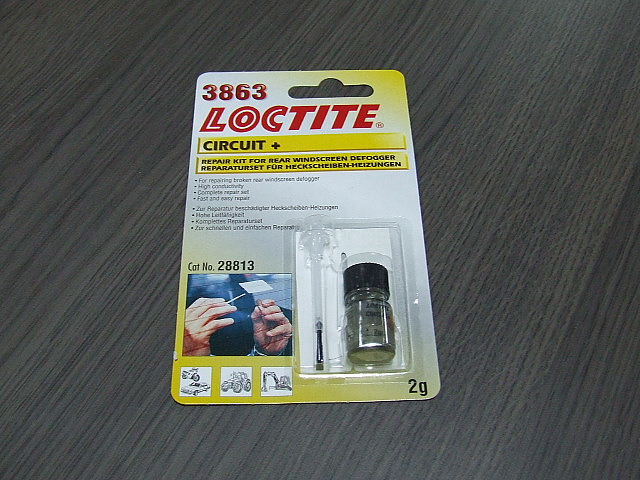 3863
LOCTITE®
CIRCUIT +
REPAIR KIT FOR REAR WINDSCREEN DEFOGGER
REPARATURSET FÜR HECKSCHEIBEN-HEIZUNGEN
• For repairing broken rear windscreen defogger
• High conductivity
• Complete repair set
• Fast and easy repair
• Zur Reparatur beschädigter Heckscheiben-Heizungen
• Hohe Leitfähigkeit
• Komplettes Reparaturset
• Zur schnellen und einfachen Reparatur
Cat No. 28813
2g